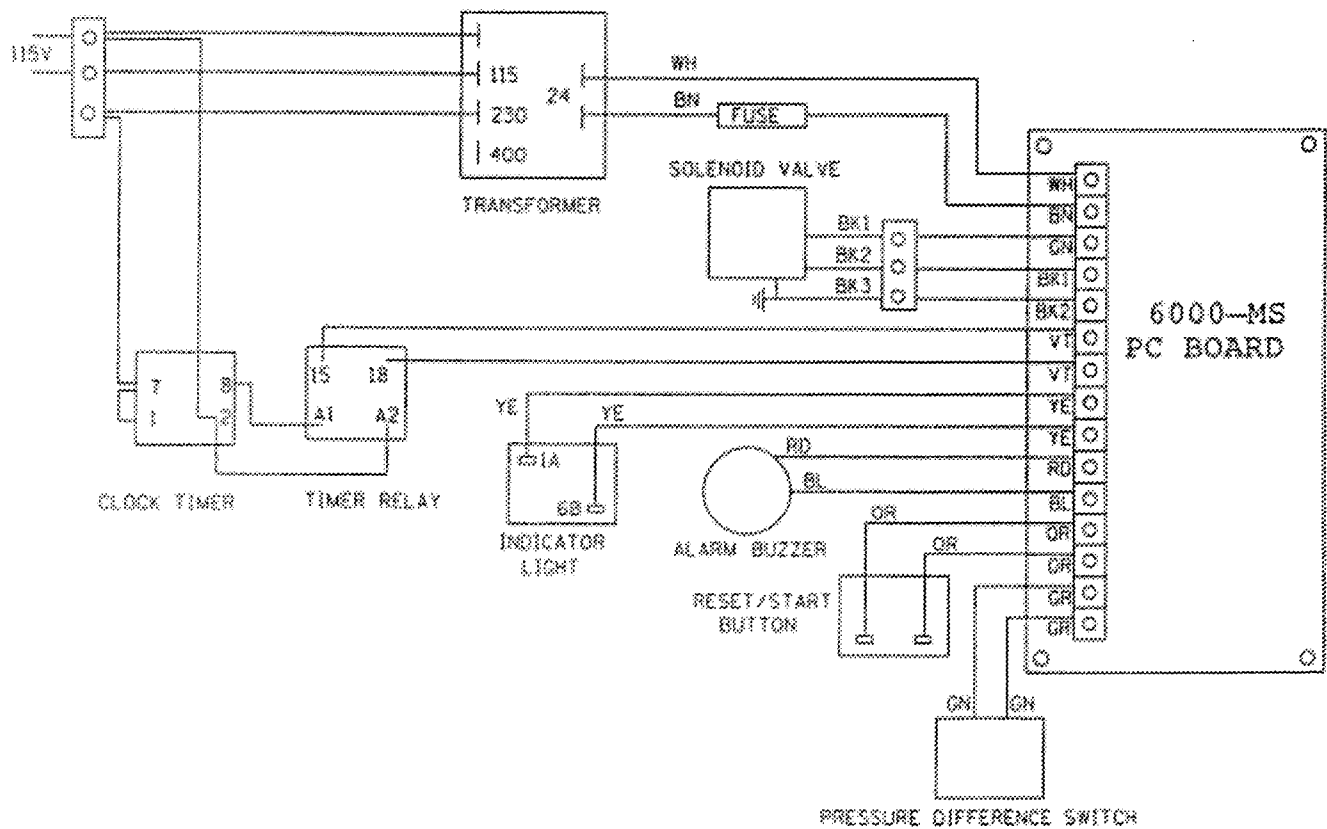 115V
115
230
400
24
TRANSFORMER
WH
BN
FUSE
SOLENOID VALVE
BK1
BK2
BK3
WH
BN
GN
BK1
BK2
VT
VT
YE
YE
RD
BL
OR
OR
GR
GR
6000-MS
PC BOARD
7
8
1
2
CLOCK TIMER
15
18
A1
A2
TIMER RELAY
YE
YE
1A
6B
INDICATOR
LIGHT
RD
BL
ALARM BUZZER
OR
OR
RESET/START
BUTTON
GN
GN
PRESSURE DIFFERENCE SWITCH